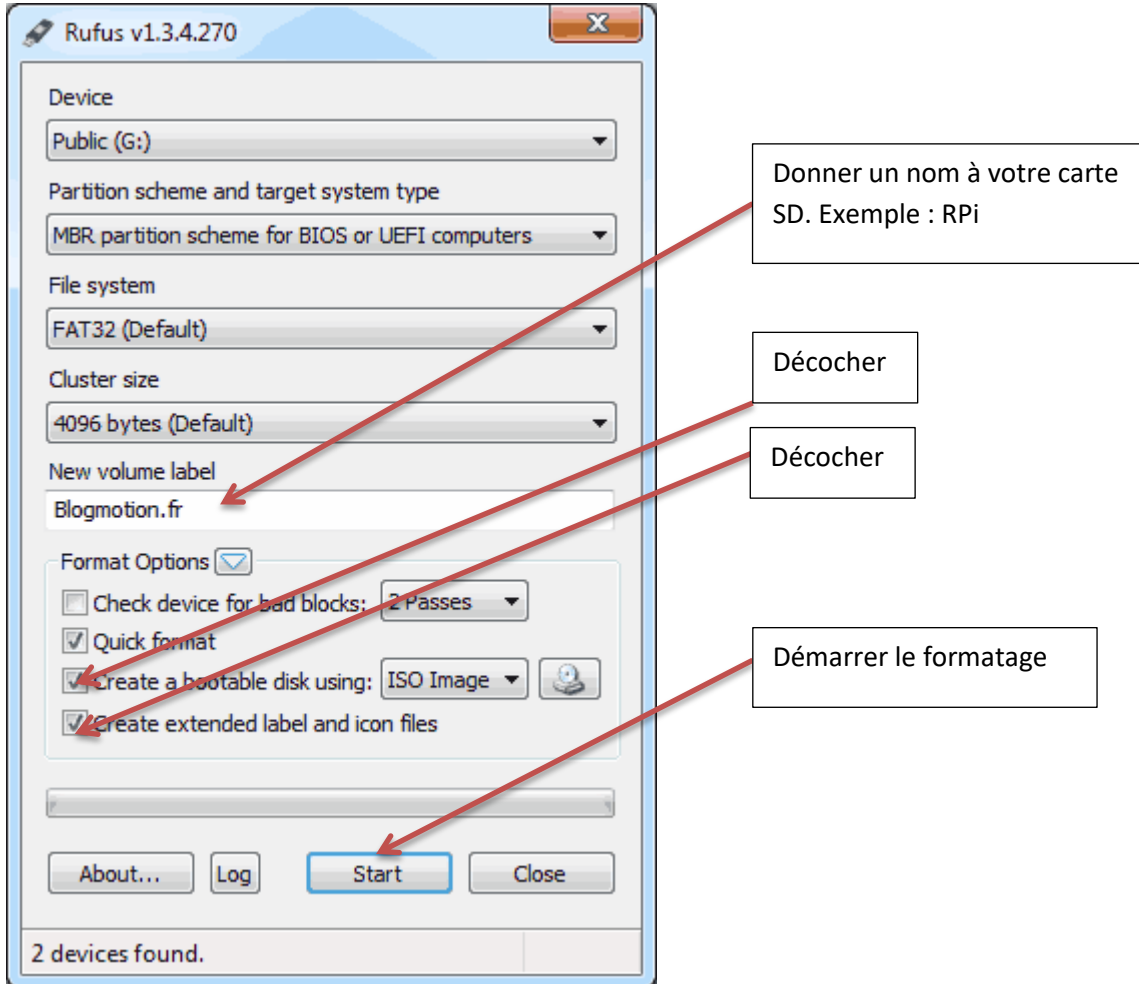 Rufus v1.3.4.270
Device
Public (G:)
Partition scheme and target system type
MBR partition scheme for BIOS or UEFI computers
File system
FAT32 (Default)
Cluster size
4096 bytes (Default)
New volume label
Blogmotion.fr
Format Options
Check device for bad blocks: 2 Passes
Quick format
Create a bootable disk using: ISO Image
Create extended label and icon files
About... Log Start Close
2 devices found.
Donner un nom à votre carte
SD. Exemple : RPi
Décocher
Décocher
Démarrer le formatage